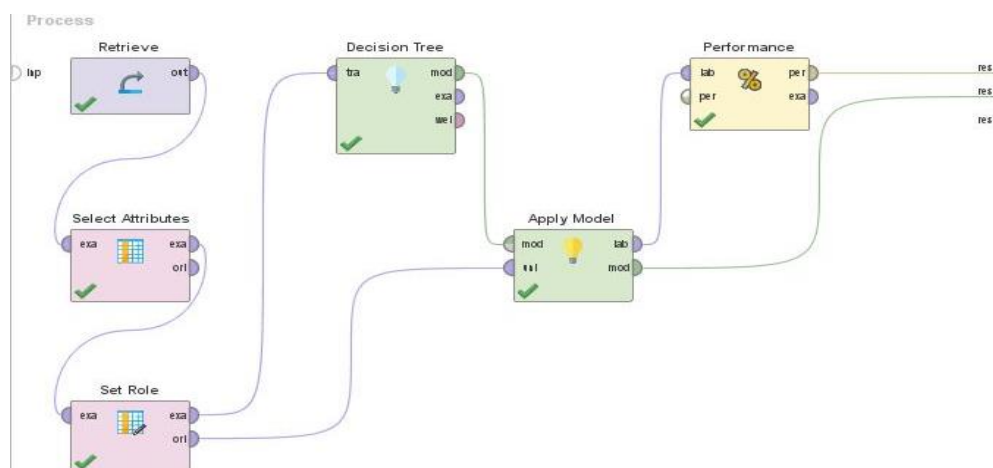 Process
Retrieve
inp
out
Decision Tree
tra
mod
exa
wei
Performance
lab
per
per
exa
res
res
res
Select Attributes
exa
exa
ori
Apply Model
mod
lab
unl
mod
Set Role
exa
exa
ori